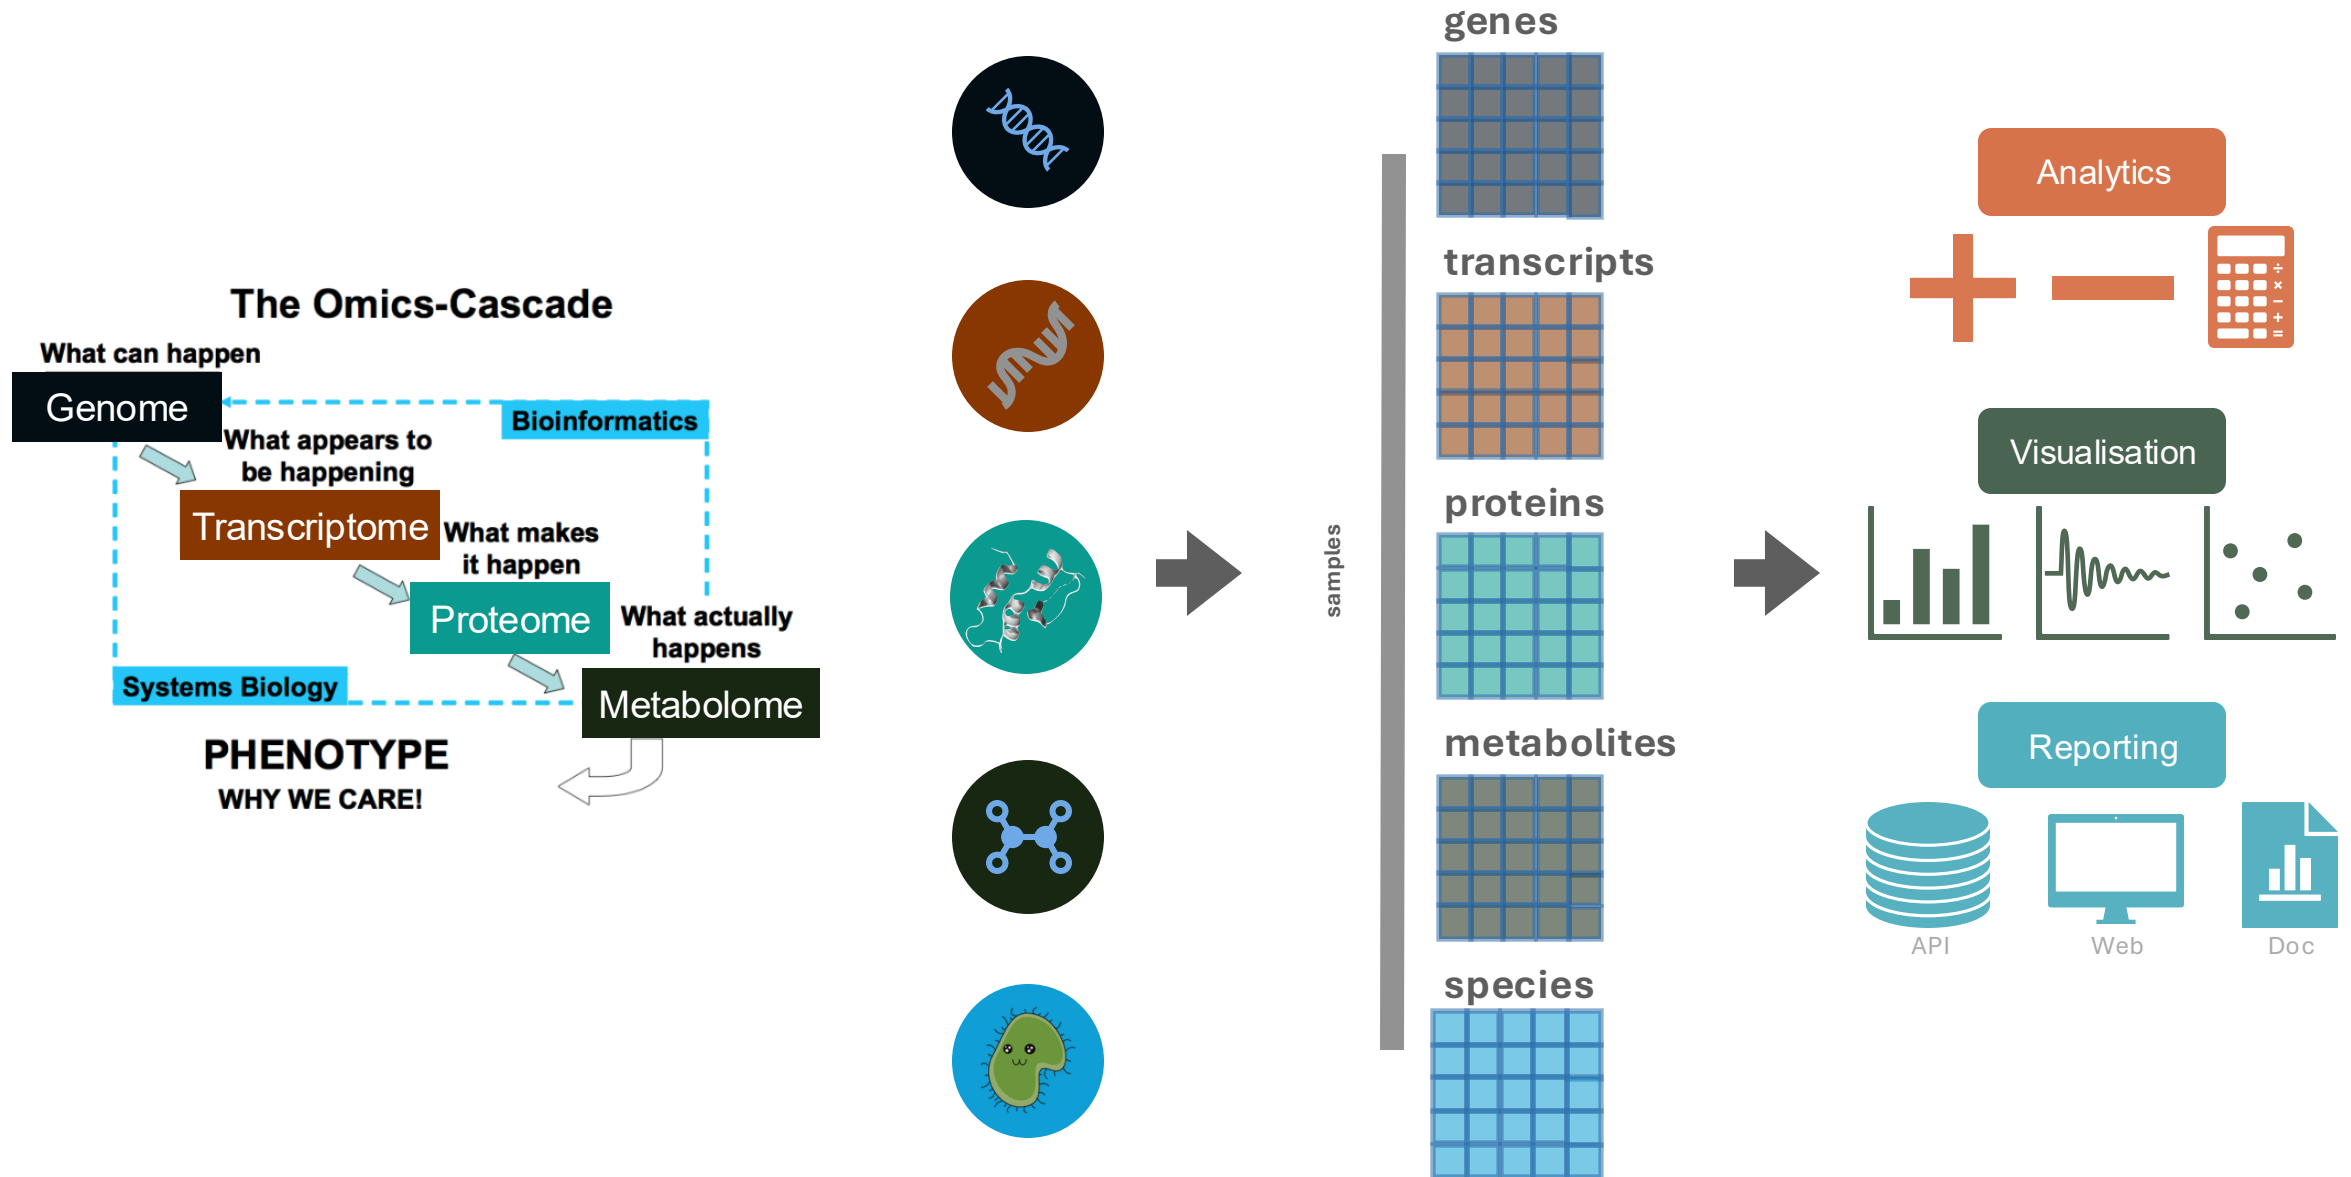 The Omics-Cascade
What can happen
Genome
Bioinformatics
What appears to
be happening
Transcriptome
What makes
it happen
Proteome
What actually
happens
Systems Biology
Metabolome
PHENOTYPE
WHY WE CARE!
samples
genes
transcripts
proteins
metabolites
species
Analytics
Visualisation
Reporting
API
Web
Doc